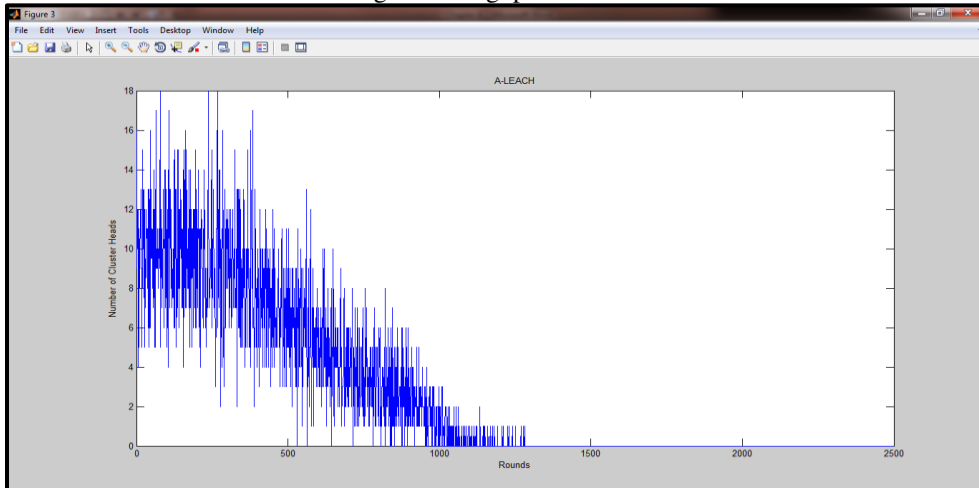 Figure 3
File Edit View Insert Tools Desktop Window Help
A-LEACH
18
16
14
12
10
8
6
4
2
0
Number of Cluster Heads
0 500 1000 1500 2000 2500
Rounds